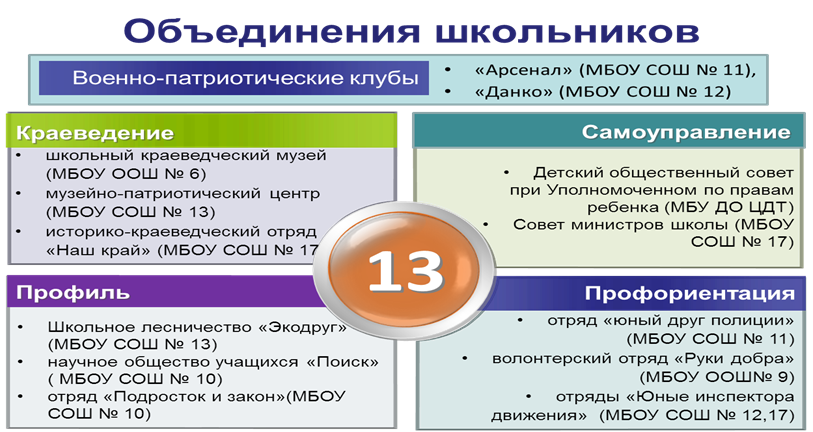 Объединения школьников
Военно-патриотические клубы
• «Арсенал» (МБОУ СОШ № 11),
• «Данко» (МБОУ СОШ № 12)
Краеведение
• школьный краеведческий музей
(МБОУ ООШ № 6)
• музейно-патриотический центр
(МБОУ СОШ № 13)
• историко-краеведческий отряд
«Наш край» (МБОУ СОШ № 17
Самоуправление
• Детский общественный совет
при Уполномоченном по правам
ребенка (МБУ ДО ЦДТ)
• Совет министров школы (МБОУ
СОШ № 17)
13
Профиль
• Школьное лесничество «Экодруг»
(МБОУ СОШ № 13)
• научное общество учащихся «Поиск»
( МБОУ СОШ № 10)
• отряд «Подросток и закон»(МБОУ
СОШ № 10)
Профориентация
• отряд «юный друг полиции»
(МБОУ СОШ № 11)
• волонтерский отряд «Руки добра»
(МБОУ ООШ№ 9)
• отряды «Юные инспектора
движения» (МБОУ СОШ № 12,17)